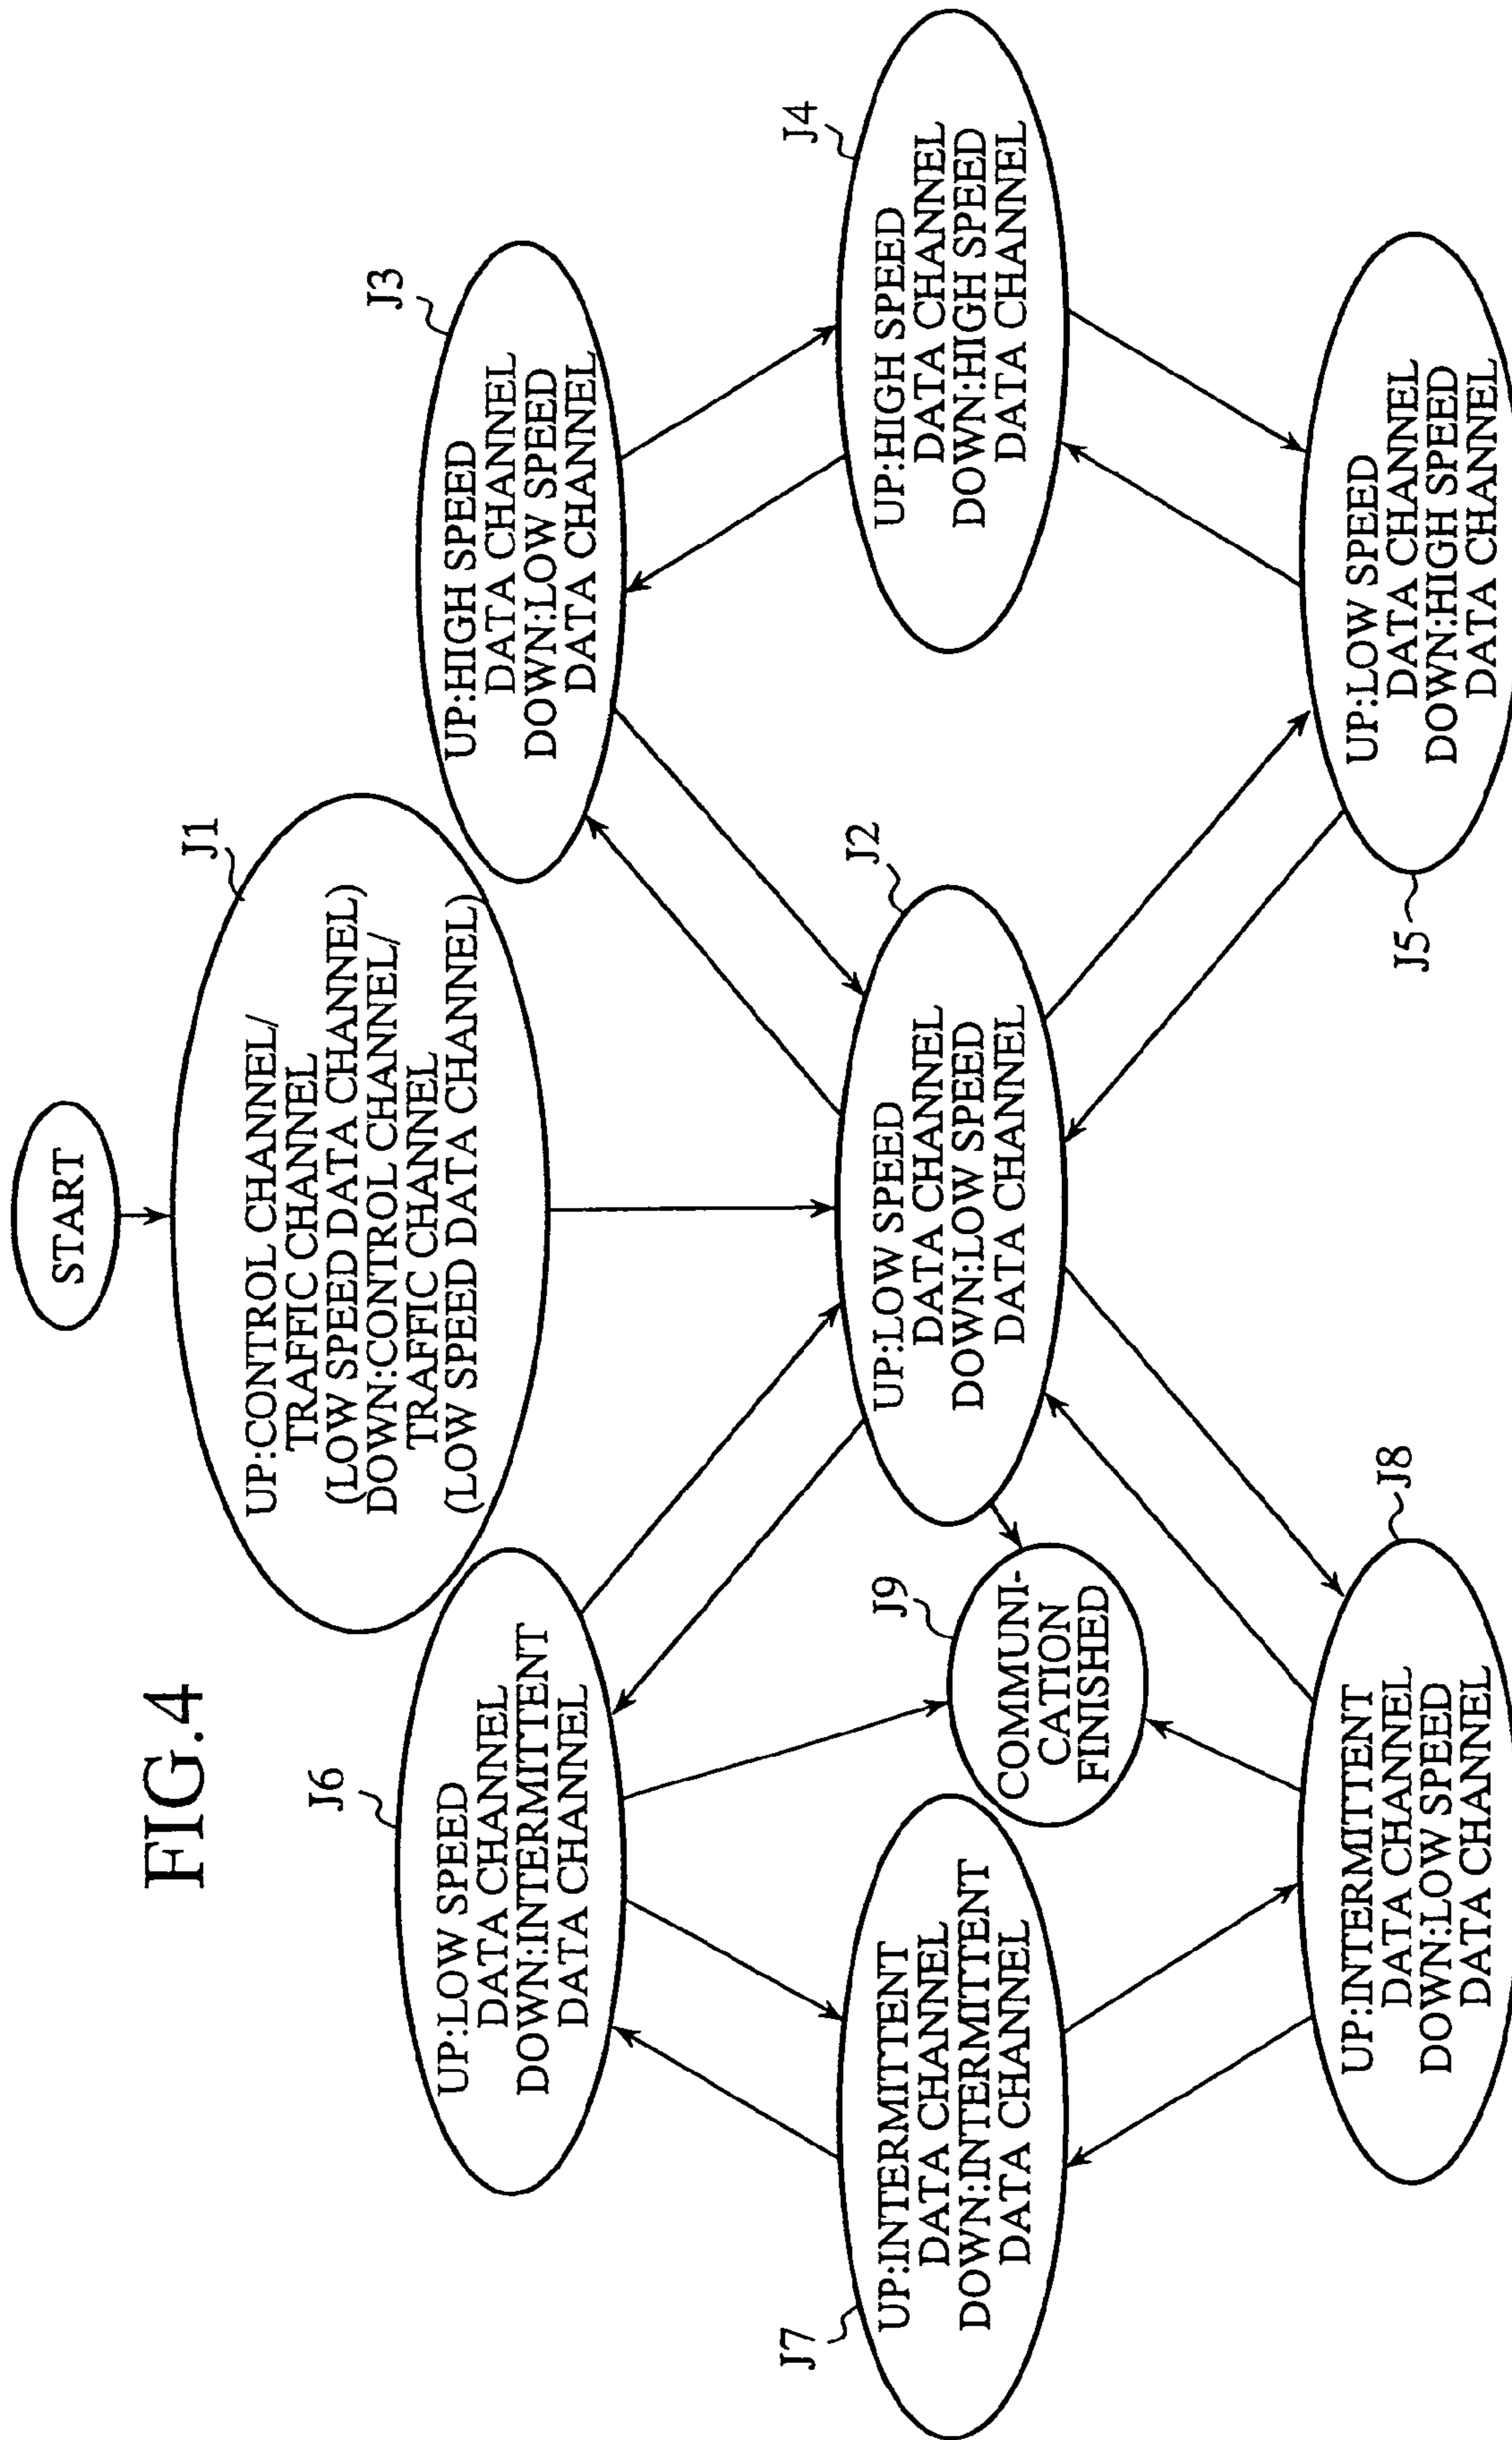 FIG.4
START
J1
UP:CONTROL CHANNEL/
TRAFFIC CHANNEL
(LOW SPEED DATA CHANNEL)
DOWN:CONTROL CHANNEL/
TRAFFIC CHANNEL
(LOW SPEED DATA CHANNEL)
J6
UP:LOW SPEED
DATA CHANNEL
DOWN:INTERMITTENT
DATA CHANNEL
J3
UP:HIGH SPEED
DATA CHANNEL
DOWN:LOW SPEED
DATA CHANNEL
J7
UP:INTERMITTENT
DATA CHANNEL
DOWN:INTERMITTENT
DATA CHANNEL
J9
COMMUNI-
CATION
FINISHED
J2
UP:LOW SPEED
DATA CHANNEL
DOWN:LOW SPEED
DATA CHANNEL
J4
UP:HIGH SPEED
DATA CHANNEL
DOWN:HIGH SPEED
DATA CHANNEL
J8
UP:INTERMITTENT
DATA CHANNEL
DOWN:LOW SPEED
DATA CHANNEL
J5
UP:LOW SPEED
DATA CHANNEL
DOWN:HIGH SPEED
DATA CHANNEL